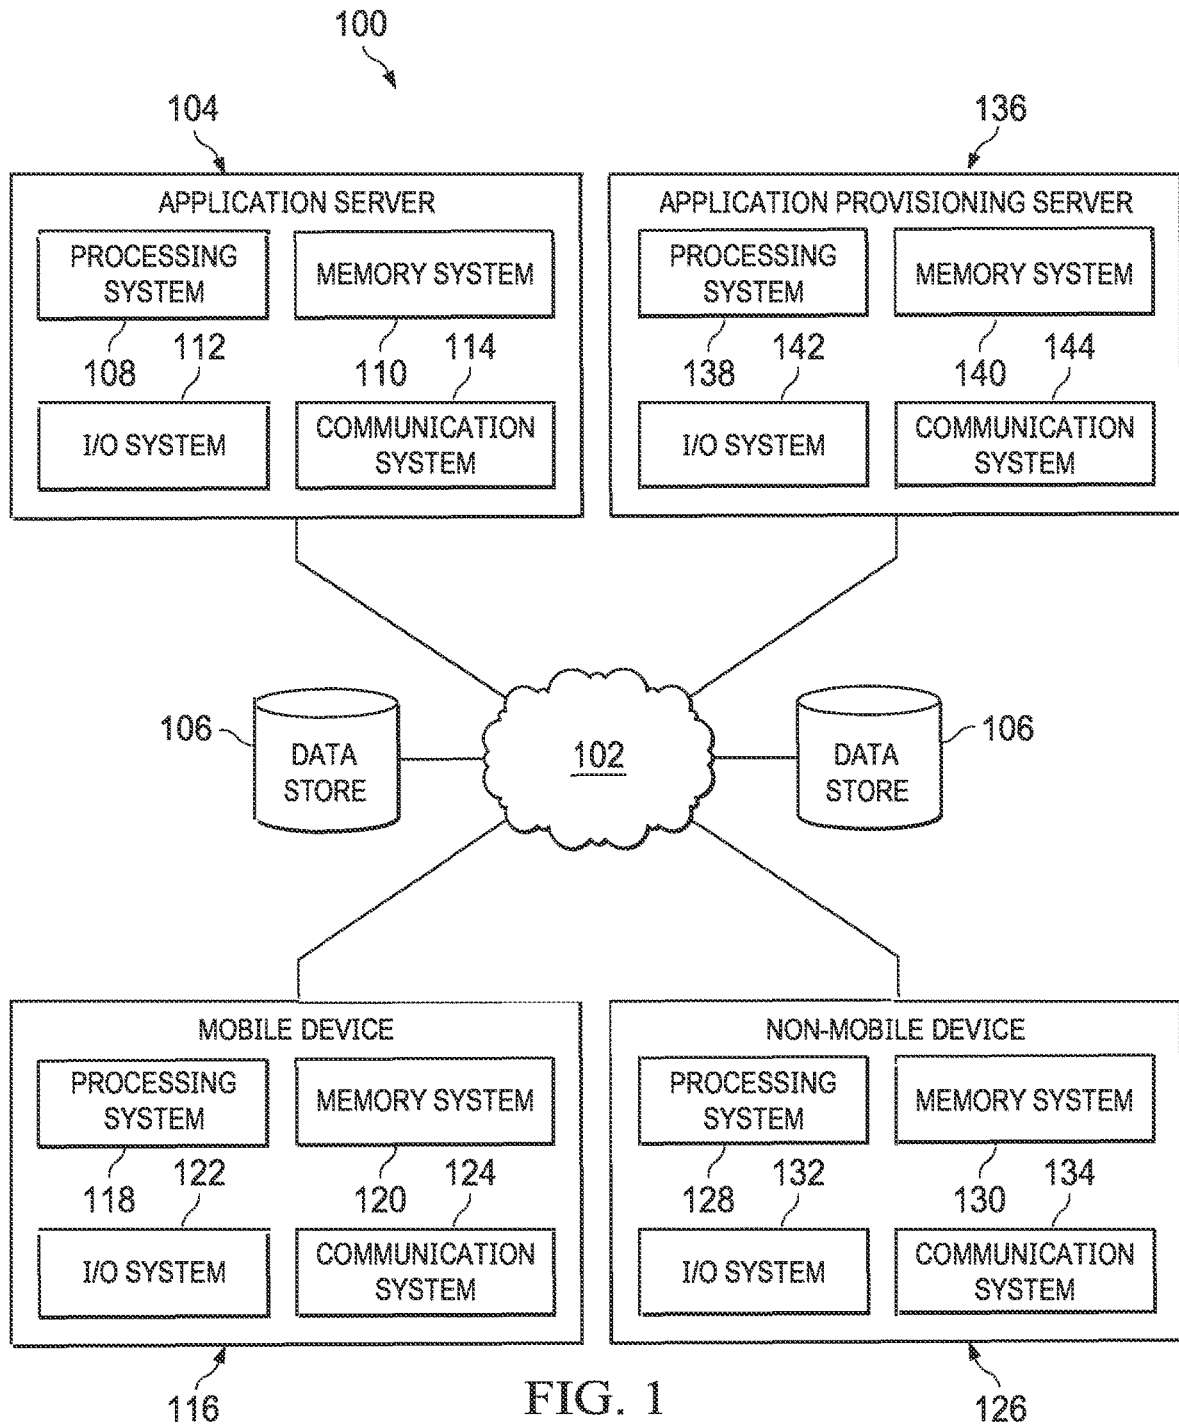 100
104
136
APPLICATION SERVER
PROCESSING
SYSTEM
MEMORY SYSTEM
108
112
110
114
I/O SYSTEM
COMMUNICATION
SYSTEM
APPLICATION PROVISIONING SERVER
PROCESSING
SYSTEM
MEMORY SYSTEM
138
142
140
144
I/O SYSTEM
COMMUNICATION
SYSTEM
106
DATA
STORE
102
DATA
STORE
106
MOBILE DEVICE
PROCESSING
SYSTEM
MEMORY SYSTEM
118
122
120
124
I/O SYSTEM
COMMUNICATION
SYSTEM
NON-MOBILE DEVICE
PROCESSING
SYSTEM
MEMORY SYSTEM
128
132
130
134
I/O SYSTEM
COMMUNICATION
SYSTEM
116
FIG. 1
126